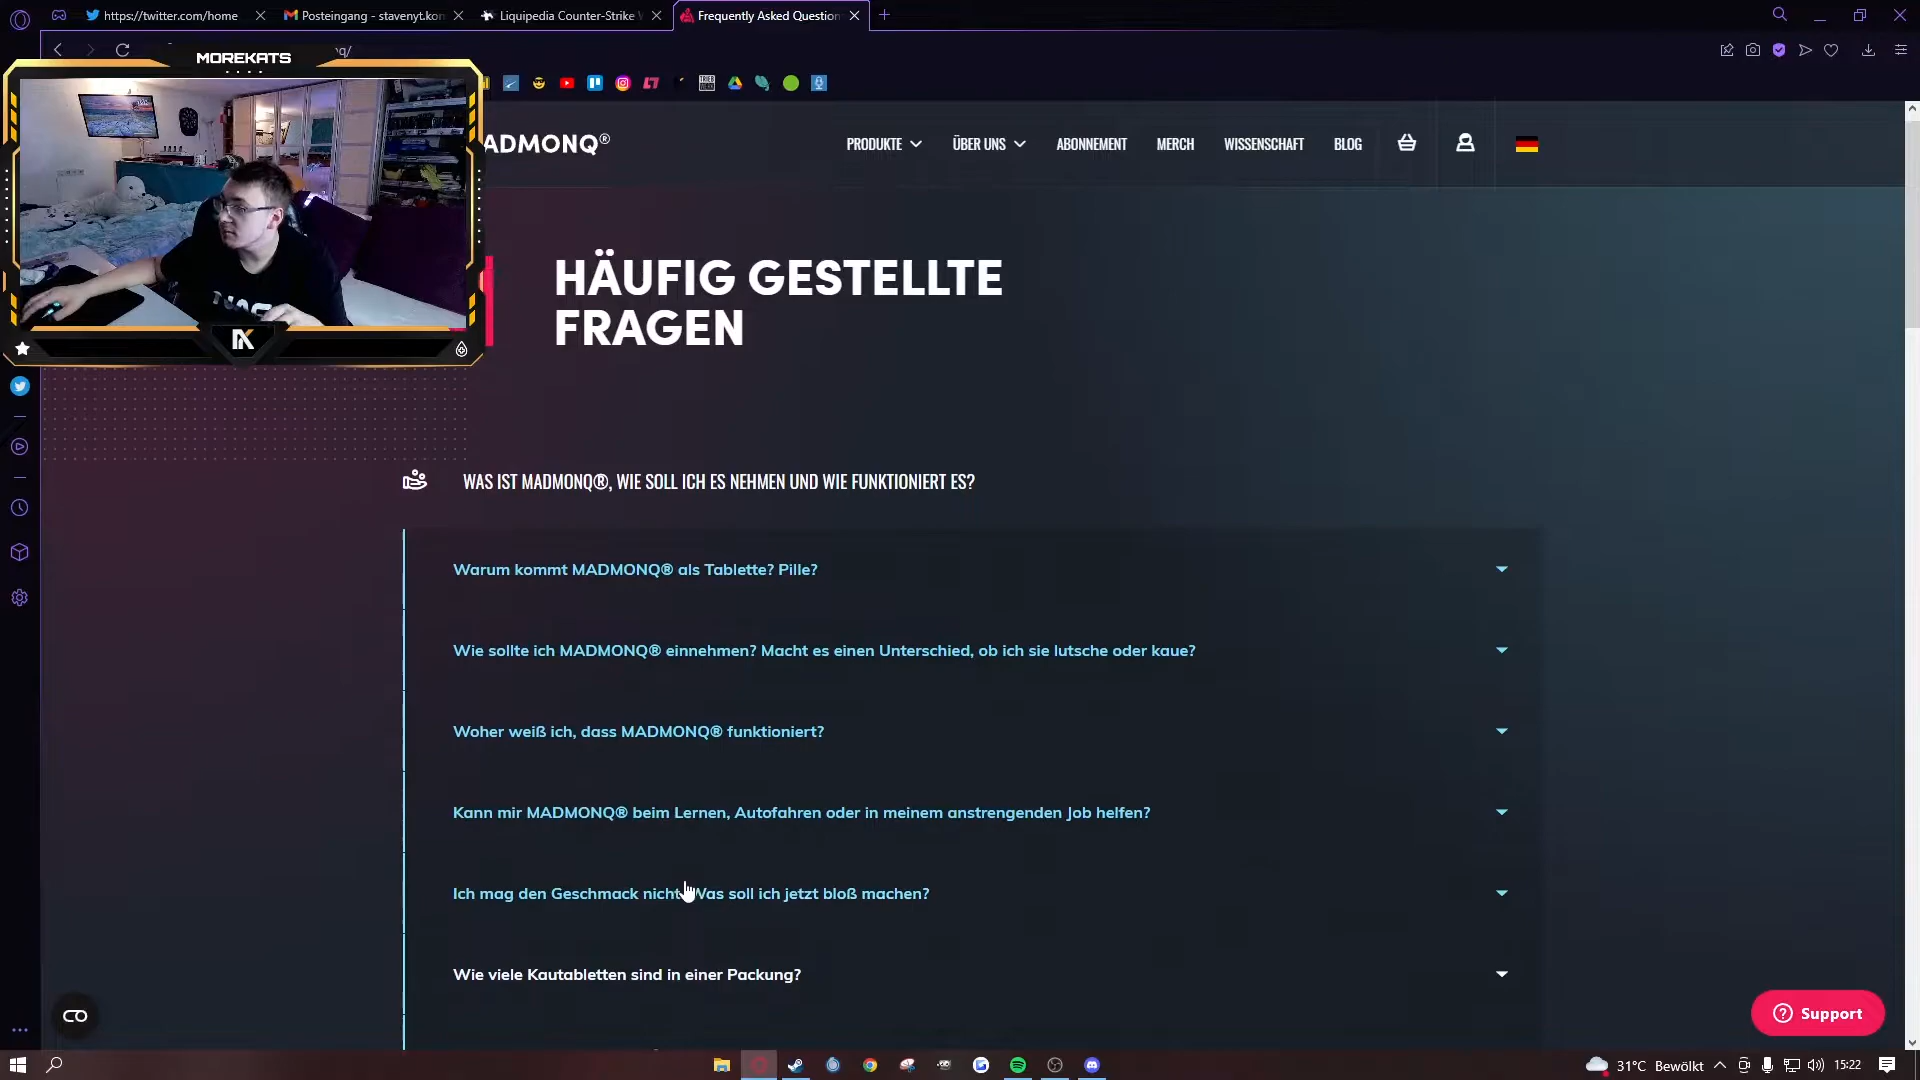 https://twitter.com/home
Posteingang - stavenyt.kon
Liquipedia Counter-Strike
Frequently Asked Question
MOREKATS
ADMONQ®
PRODUKTE
ÜBER UNS
ABONNEMENT
MERCH
WISSENSCHAFT
BLOG
HÄUFIG GESTELLTE
FRAGEN
WAS IST MADMONQ®, WIE SOLL ICH ES NEHMEN UND WIE FUNKTIONIERT ES?
Warum kommt MADMONQ® als Tablette? Pille?
Wie sollte ich MADMONQ® einnehmen? Macht es einen Unterschied, ob ich sie lutsche oder kaue?
Woher weiß ich, dass MADMONQ® funktioniert?
Kann mir MADMONQ® beim Lernen, Autofahren oder in meinem anstrengenden Job helfen?
Ich mag den Geschmack nicht Was soll ich jetzt bloß machen?
Wie viele Kautabletten sind in einer Packung?
Support
31°C Bewölkt
15:22